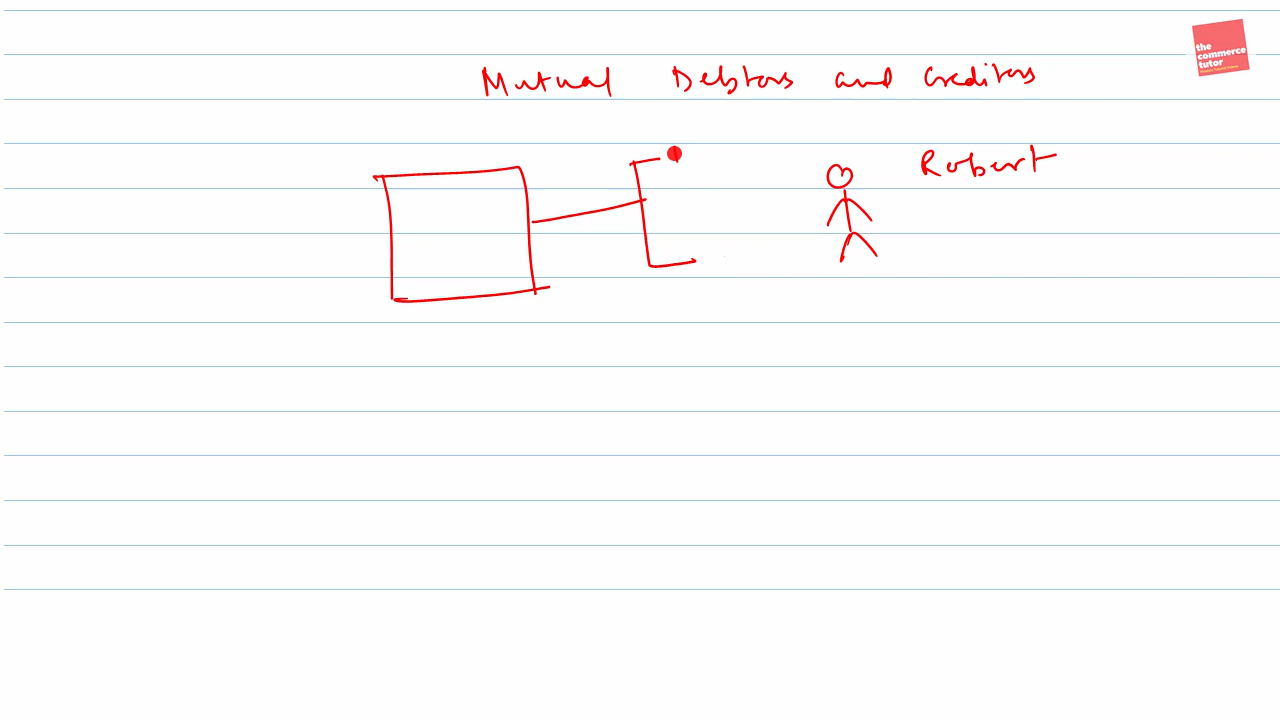 the
commerce
tutor
Mutual Debtors and Creditors
Robert